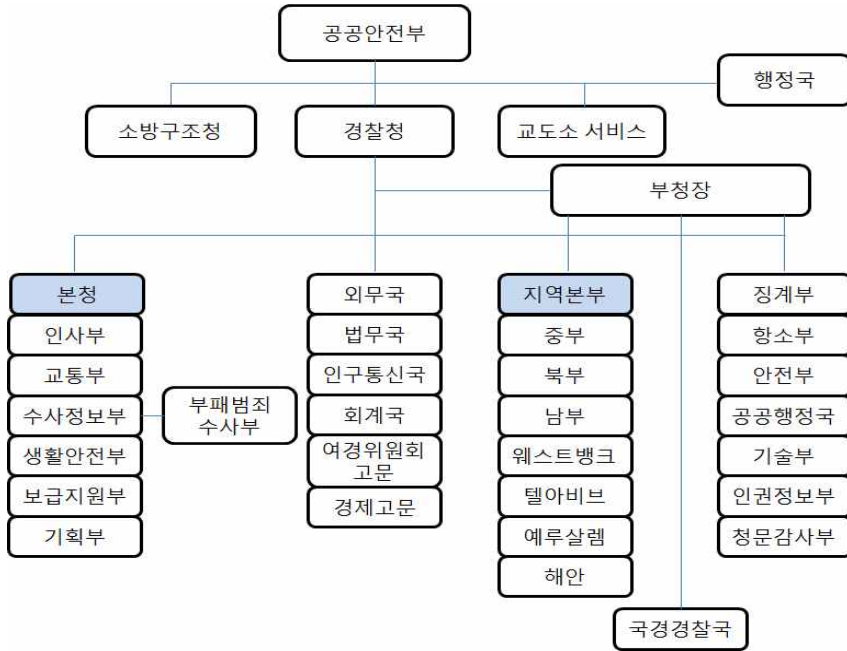 공공안전부
행정국
소방구조청
경찰청
교도소 서비스
부청장
본청
인사부
교통부
수사정보부
생활안전부
보급지원부
기획부
부패범죄
수사부
외무국
법무국
인구통신국
회계국
여경위원회
고문
경제고문
지역본부
중부
북부
남부
웨스트뱅크
텔아비브
예루살렘
해안
징계부
항소부
안전부
공공행정국
기술부
인권정보부
청문감사부
국경경찰국